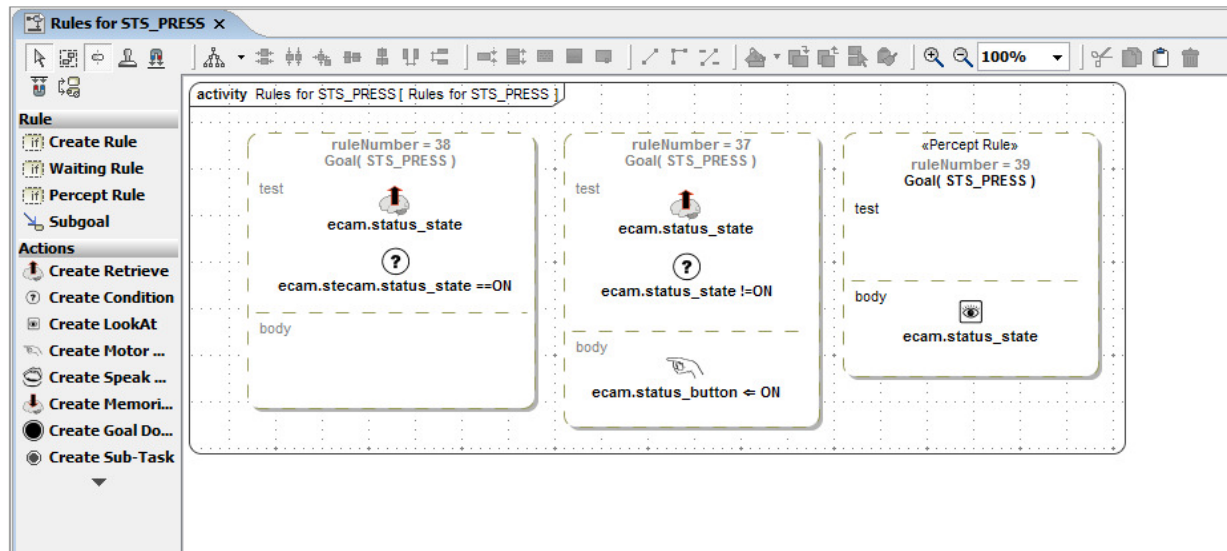 Rules for STS_PRESS ×
100%
Rule
Create Rule
Waiting Rule
Percept Rule
Subgoal
Actions
Create Retrieve
Create Condition
Create LookAt
Create Motor ...
Create Speak ...
Create Memori...
Create Goal Do...
Create Sub-Task
activity Rules for STS_PRESS [ Rules for STS_PRESS ]
ruleNumber = 38
Goal( STS_PRESS )
test
ecam.status_state
?
ecam.stecam.status_state ==ON
body
ruleNumber = 37
Goal( STS_PRESS )
test
ecam.status_state
?
ecam.status_state !=ON
body
ecam.status_button ⇐ ON
«Percept Rule»
ruleNumber = 39
Goal( STS_PRESS )
test
body
ecam.status_state